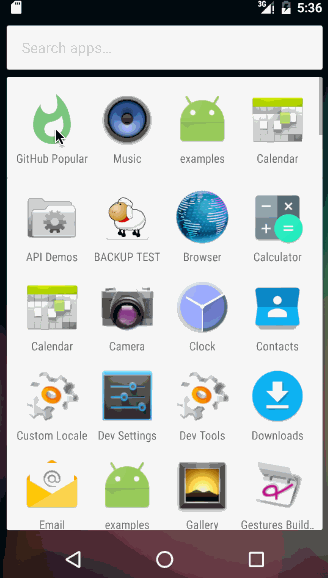 3G 5:36
Search apps...
GitHub Popular Music examples Calendar
API Demos BACKUP TEST Browser Calculator
Calendar Camera Clock Contacts
Custom Locale Dev Settings Dev Tools Downloads
Email examples Gallery Gestures Build..